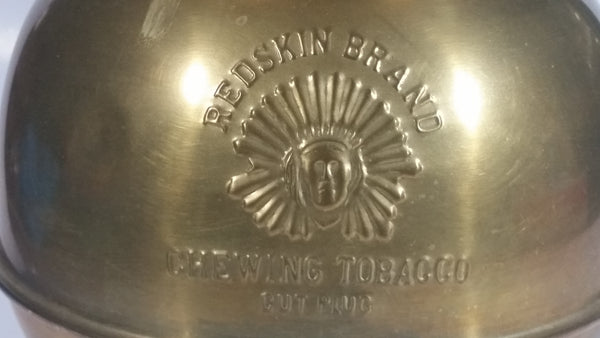 REDSKIN BRAND
CHEWING TOBACCO
CUT PLUG